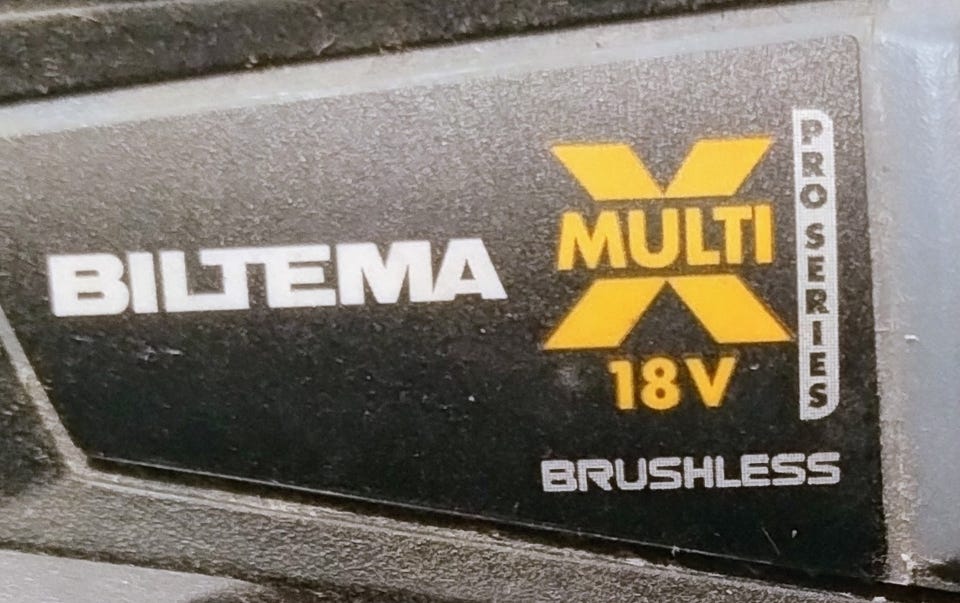 BILTEMA
MULTI X
18V
PRO SERIES
BRUSHLESS